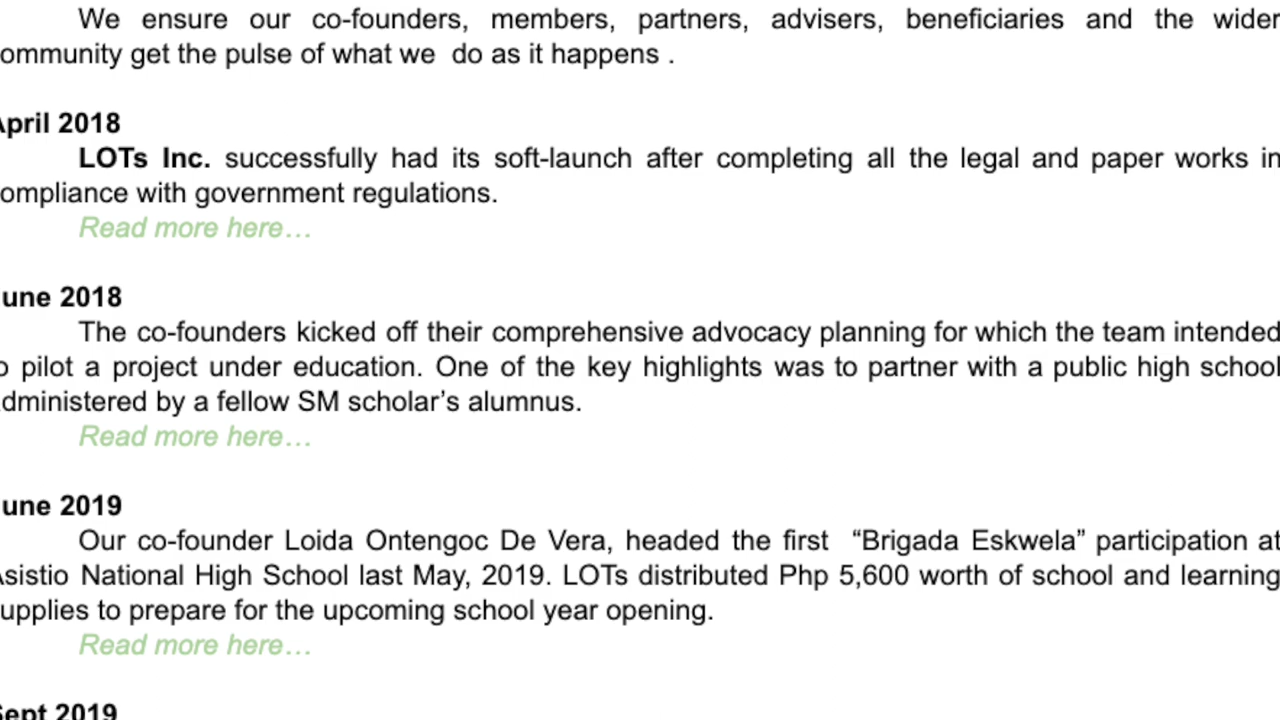 We ensure our co-founders, members, partners, advisers, beneficiaries and the wider
ommunity get the pulse of what we do as it happens .
April 2018
LOTs Inc. successfully had its soft-launch after completing all the legal and paper works in
ompliance with government regulations.
Read more here…
une 2018
The co-founders kicked off their comprehensive advocacy planning for which the team intended
o pilot a project under education. One of the key highlights was to partner with a public high school
dministered by a fellow SM scholar’s alumnus.
Read more here…
une 2019
Our co-founder Loida Ontengoc De Vera, headed the first “Brigada Eskwela” participation at
Asistio National High School last May, 2019. LOTs distributed Php 5,600 worth of school and learning
upplies to prepare for the upcoming school year opening.
Read more here…
Sept 2019